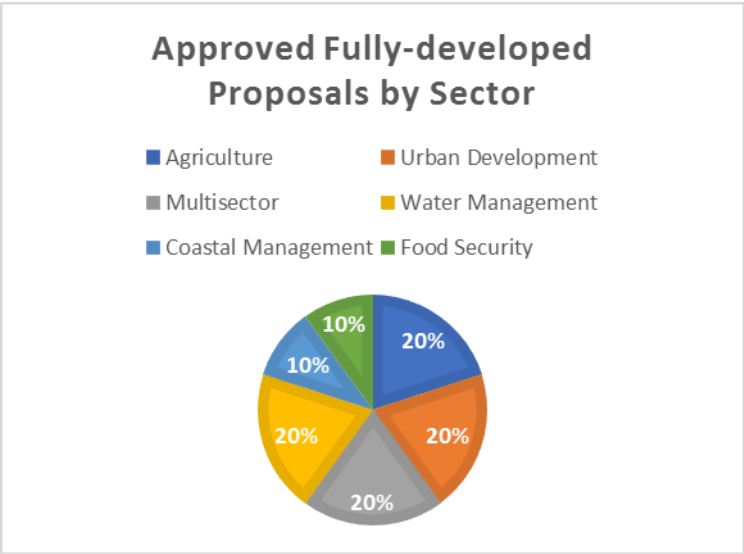 Approved Fully-developed
Proposals by Sector
Agriculture Urban Development
Multisector Water Management
Coastal Management Food Security
10% 20%
10%
20% 20%
20%